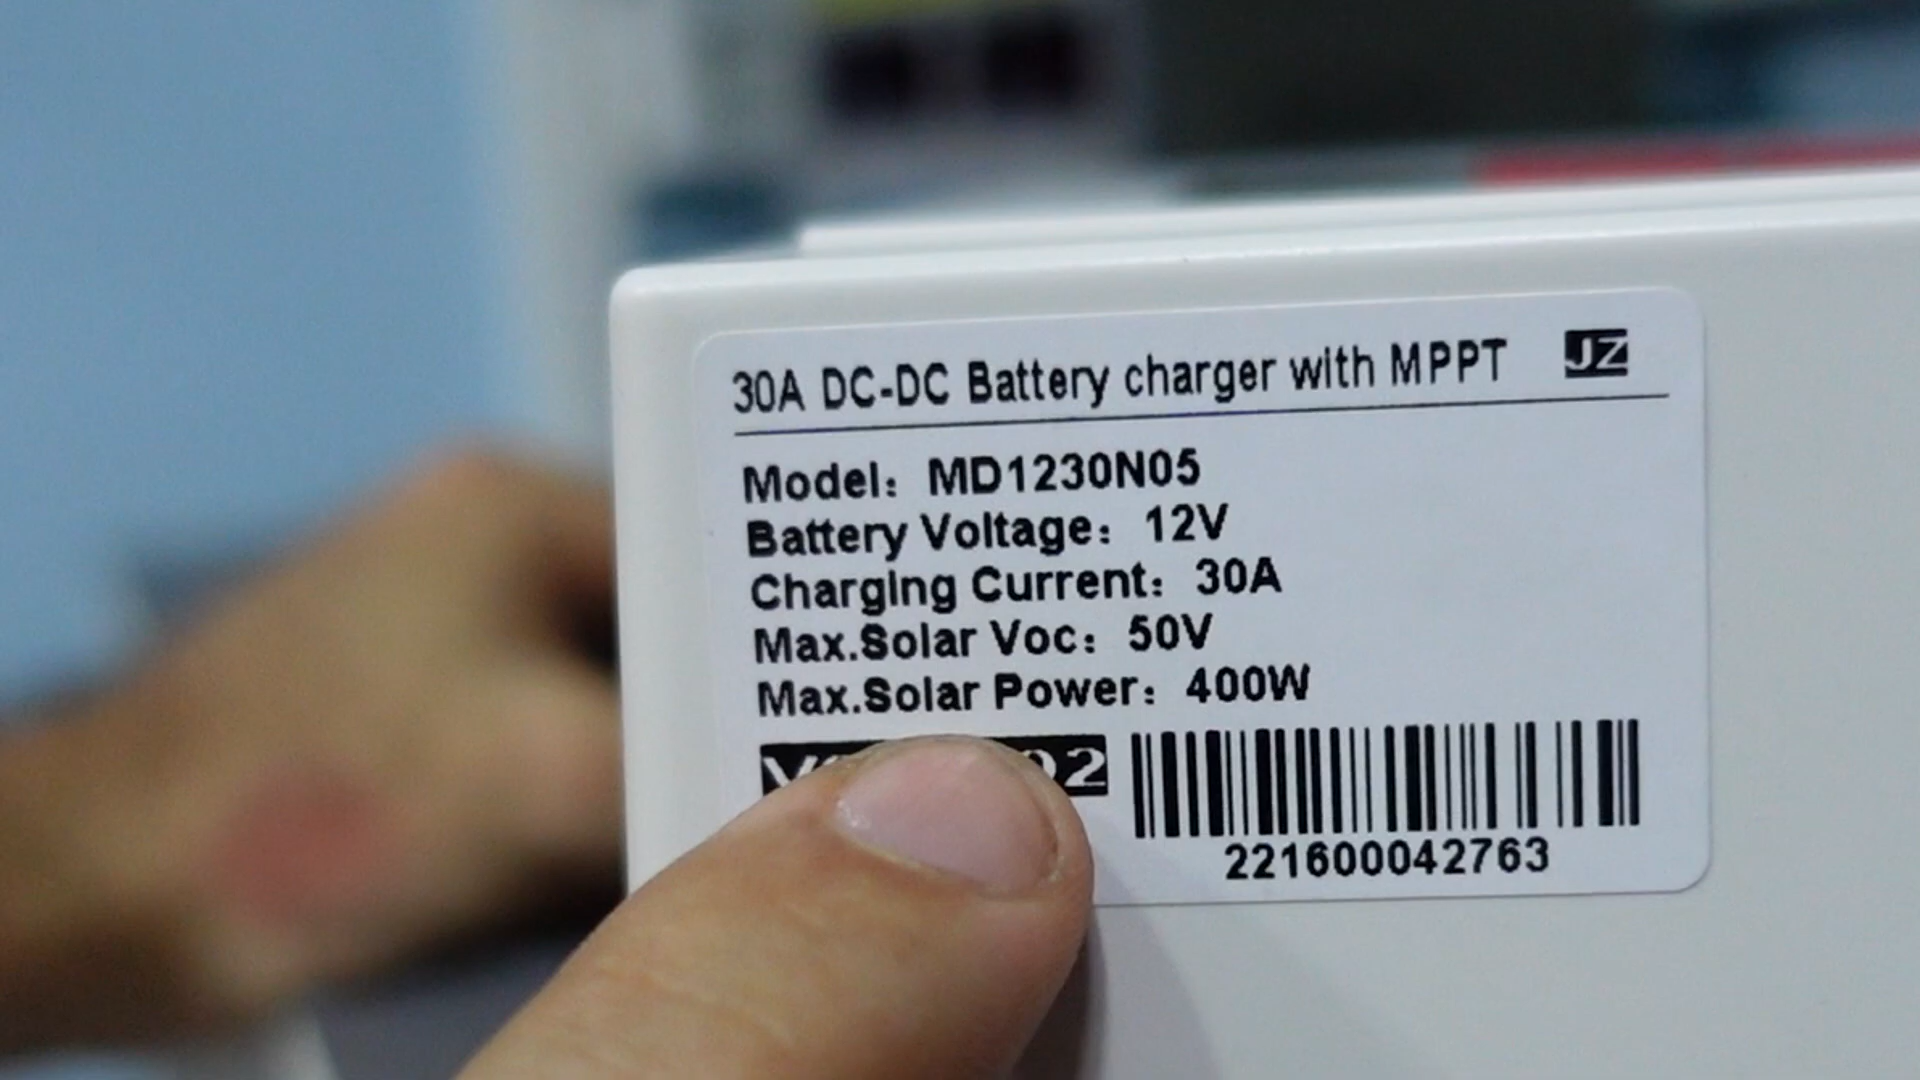 30A DC-DC Battery charger with MPPT JZ
Model: MD1230N05
Battery Voltage: 12V
Charging Current: 30A
Max.Solar Voc: 50V
Max.Solar Power: 400W
221600042763